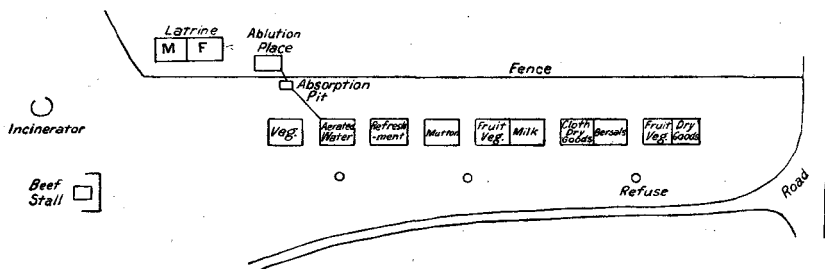 Latrine
M F
Ablution
Place
Fence
Absorption
Pit
Incinerator
Veg.
Aerated
Water
Refresh
-ment
Mutton
Fruit
Veg.
Milk
Cloth
Dry
Goods
Bersals
Fruit
Veg.
Dry
Goods
Beef
Stall
Refuse
Road